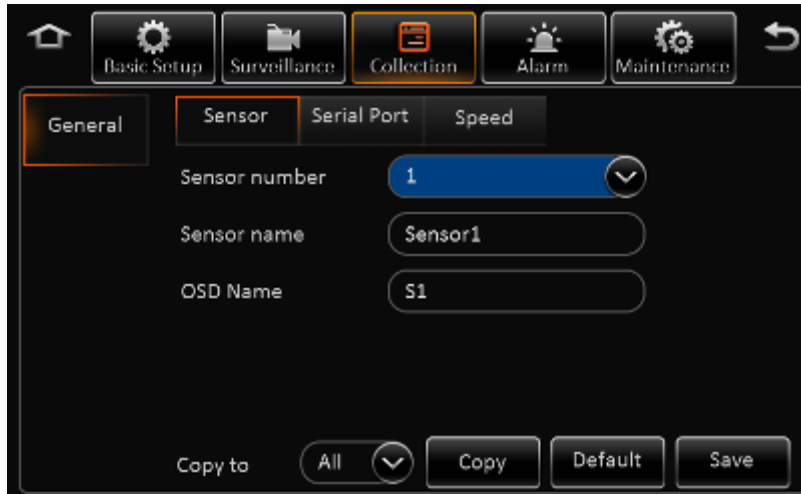 Basic Setup Surveillance Collection Alarm Maintenance
General Sensor Serial Port Speed
Sensor number 1
Sensor name Sensor1
OSD Name S1
Copy to All Copy Default Save